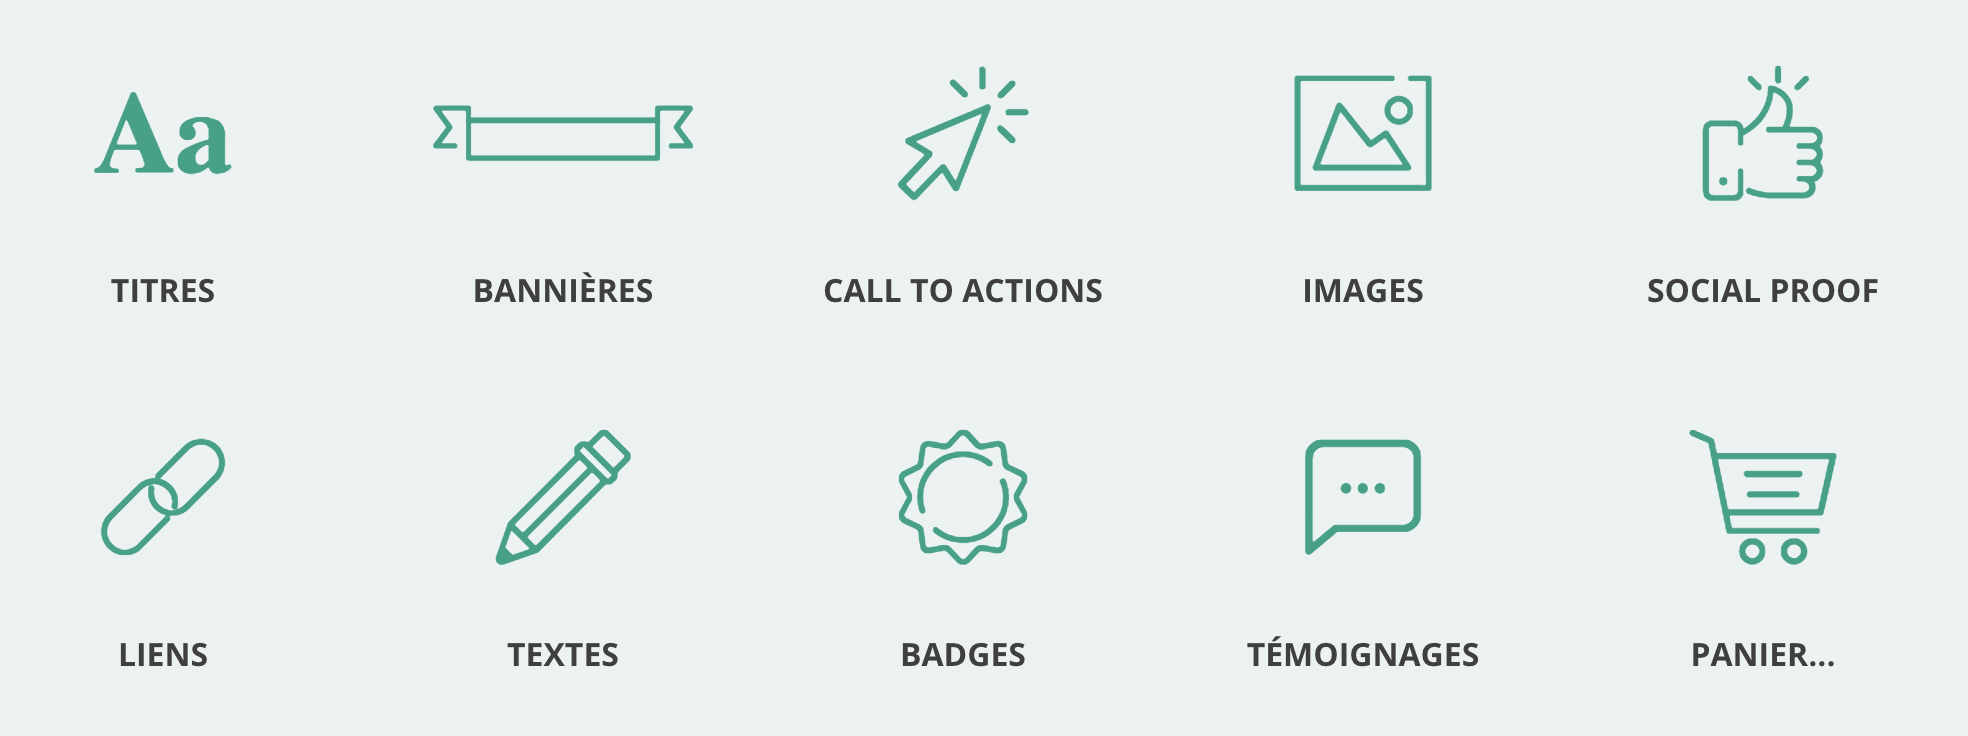 Aa
TITRES
BANNIÈRES
CALL TO ACTIONS
IMAGES
SOCIAL PROOF
LIENS
TEXTES
BADGES
TÉMOIGNAGES
PANIER...